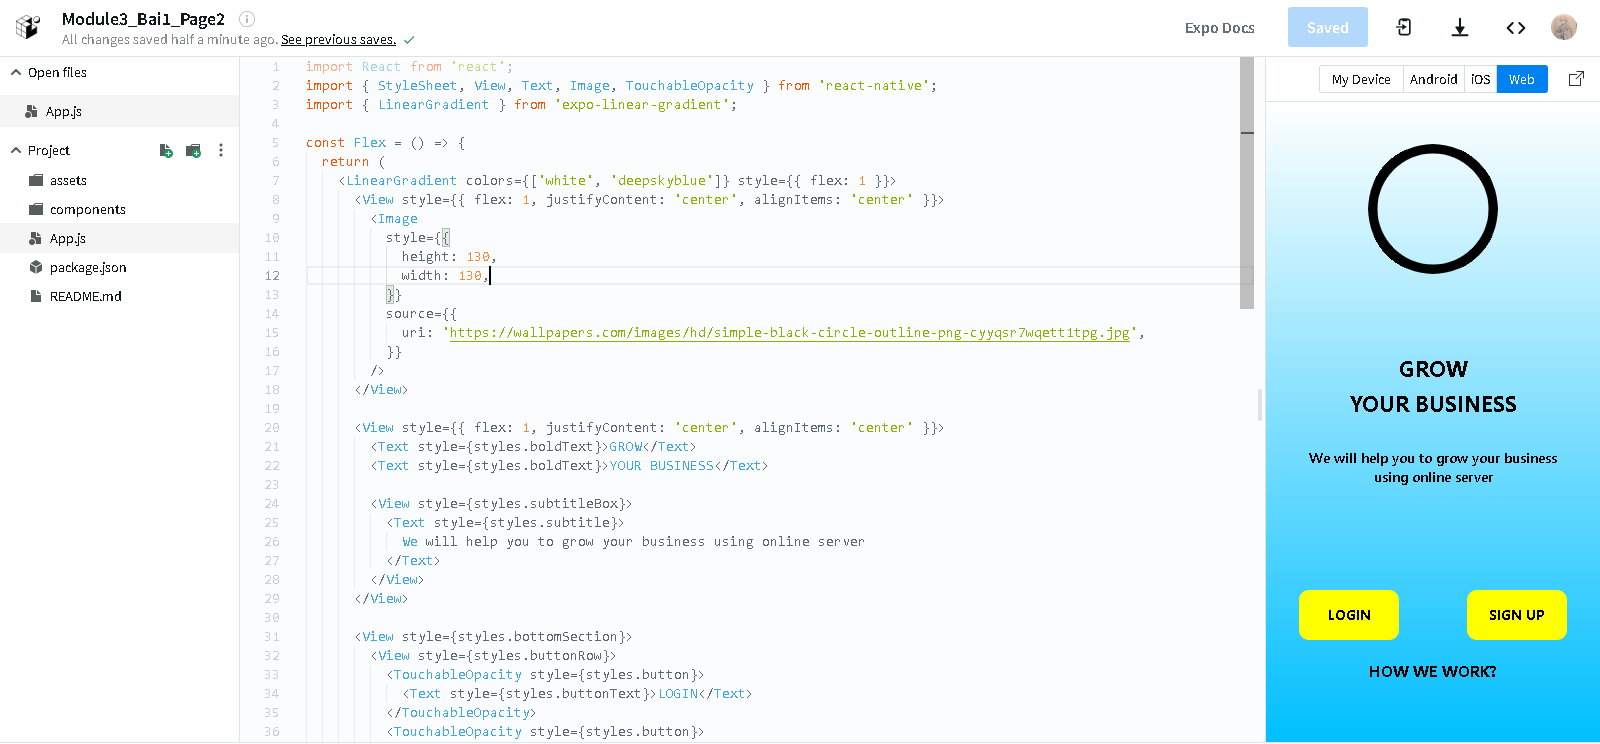 Module3_Bai1_Page2
All changes saved half a minute ago. See previous saves.
Expo Docs
Saved
Open files
App.js
Project
assets
components
App.js
package.json
README.md
1 import React from 'react';
2 import { StyleSheet, View, Text, Image, TouchableOpacity } from 'react-native';
3 import { LinearGradient } from 'expo-linear-gradient';
4
5 const Flex = () => {
6 return (
7 <LinearGradient colors={['white', 'deepskyblue']} style={{ flex: 1 }}>
8 <View style={{ flex: 1, justifyContent: 'center', alignItems: 'center' }}>
9 <Image
10 style={{
11 height: 130,
12 width: 130,
13 }}
14 source={{
15 uri: 'https://wallpapers.com/images/hd/simple-black-circle-outline-png-cyyqsr7wqett1tpg.jpg',
16 }}
17 />
18 </View>
19
20 <View style={{ flex: 1, justifyContent: 'center', alignItems: 'center' }}>
21 <Text style={styles.boldText}>GROW</Text>
22 <Text style={styles.boldText}>YOUR BUSINESS</Text>
23
24 <View style={styles.subtitleBox}>
25 <Text style={styles.subtitle}>
26 We will help you to grow your business using online server
27 </Text>
28 </View>
29 </View>
30
31 <View style={styles.bottomSection}>
32 <View style={styles.buttonRow}>
33 <TouchableOpacity style={styles.button}>
34 <Text style={styles.buttonText}>LOGIN</Text>
35 </TouchableOpacity>
36 <TouchableOpacity style={styles.button}>
My Device Android iOS Web
GROW
YOUR BUSINESS
We will help you to grow your business
using online server
LOGIN
SIGN UP
HOW WE WORK?